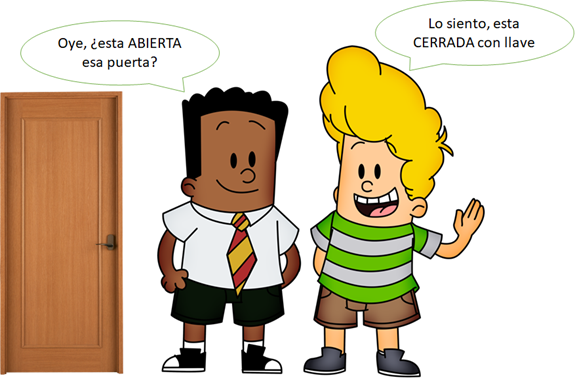 Oye, ¿esta ABIERTA
esa puerta?
Lo siento, esta
CERRADA con llave